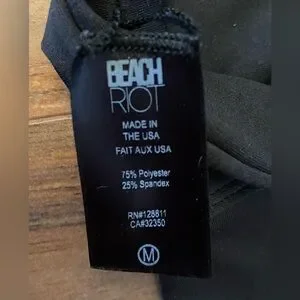 BEACH
RIOT
MADE IN
THE USA
FAIT AUX USA
75% Polyester
25% Spandex
RN#128811
CA#32350
M